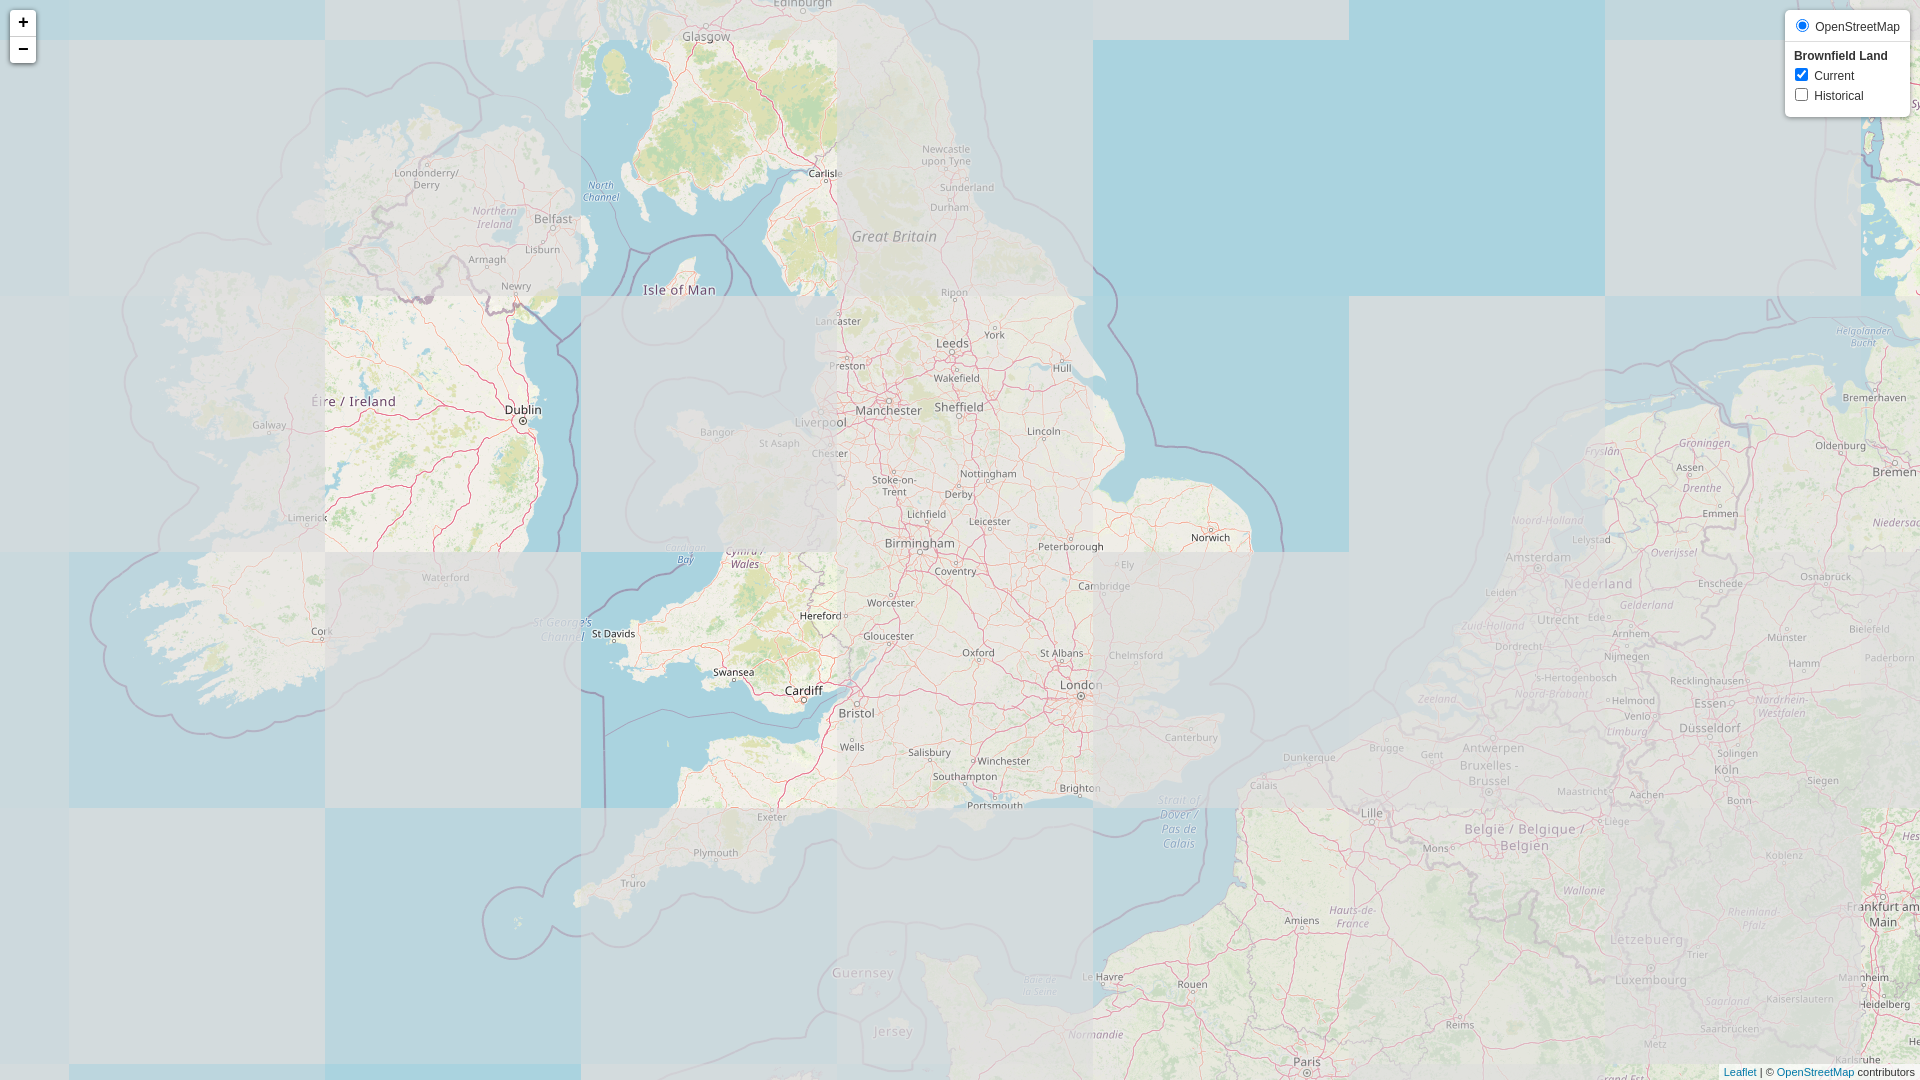 +
−
OpenStreetMap
Brownfield Land
Current
Historical
Edinburgh
Glasgow
Londonderry/
Derry
North
Channel
Carlisle
Newcastle
upon Tyne
Sunderland
Durham
Northern
Ireland
Belfast
Lisburn
Great Britain
Armagh
Newry
Isle of Man
Ripon
Lancaster
Helgoländer
Bucht
York
Leeds
Preston
Hull
Wakefield
Bremerhaven
Éire / Ireland
Dublin
Manchester
Sheffield
Galway
Liverpool
Bangor
St Asaph
Chester
Lincoln
Groningen
Fryslân
Oldenburg
Assen
Bremen
Nottingham
Stoke-on-
Trent
Derby
Drenthe
Emmen
Limerick
Lichfield
Leicester
Noord-Holland
Niedersac
Norwich
Birmingham
Peterborough
Lelystad
Cardigan
Bay
Cymru /
Wales
Overijssel
Amsterdam
Ely
Coventry
Waterford
Osnabrück
Nederland
Enschede
Cambridge
Leiden
Worcester
Gelderland
Hereford
Utrecht
Ede
St George's
Channel
Zuid-Holland
Arnhem
Münster
Bielefeld
Cork
St Davids
Gloucester
Dordrecht
Oxford
St Albans
Chelmsford
Nijmegen
Hamm
Paderborn
Swansea
's-Hertogenbosch
Recklinghausen
London
Cardiff
Noord-Brabant
Zeeland
Helmond
Essen
Nordrhein-
Westfalen
Bristol
Venlo
Limburg
Düsseldorf
Canterbury
Wells
Brugge
Antwerpen
Salisbury
Gent
Solingen
Dunkerque
Winchester
Bruxelles -
Brussel
Köln
Southampton
Calais
Brighton
Maastricht
Aachen
Siegen
Portsmouth
Strait of
Dover /
Pas de
Calais
Bonn
Exeter
Lille
Liège
België / Belgique /
Belgien
Hes
Mons
Plymouth
Koblenz
Truro
Wallonie
Frankfurt am
Main
Hauts-de-
France
Amiens
Rheinland-
Pfalz
Lëtzebuerg
Trier
Guernsey
Le Havre
Baie de
la Seine
Rouen
Luxembourg
Mannheim
Saarland
Kaiserslautern
Heidelberg
Reims
Saarbrücken
Jersey
Normandie
Metz
Paris
Karlsruhe
Leaflet | © OpenStreetMap contributors